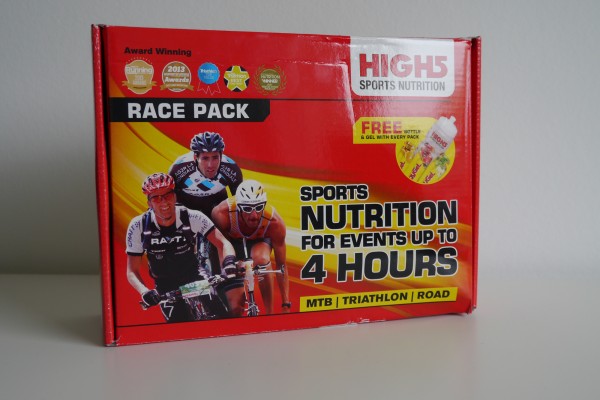 Award Winning
2013
Awards
HIGH5
SPORTS NUTRITION
RACE PACK
FREE BOTTLE
& GEL WITH EVERY PACK
SPORTS
NUTRITION
FOR EVENTS UP TO
4 HOURS
MTB | TRIATHLON | ROAD